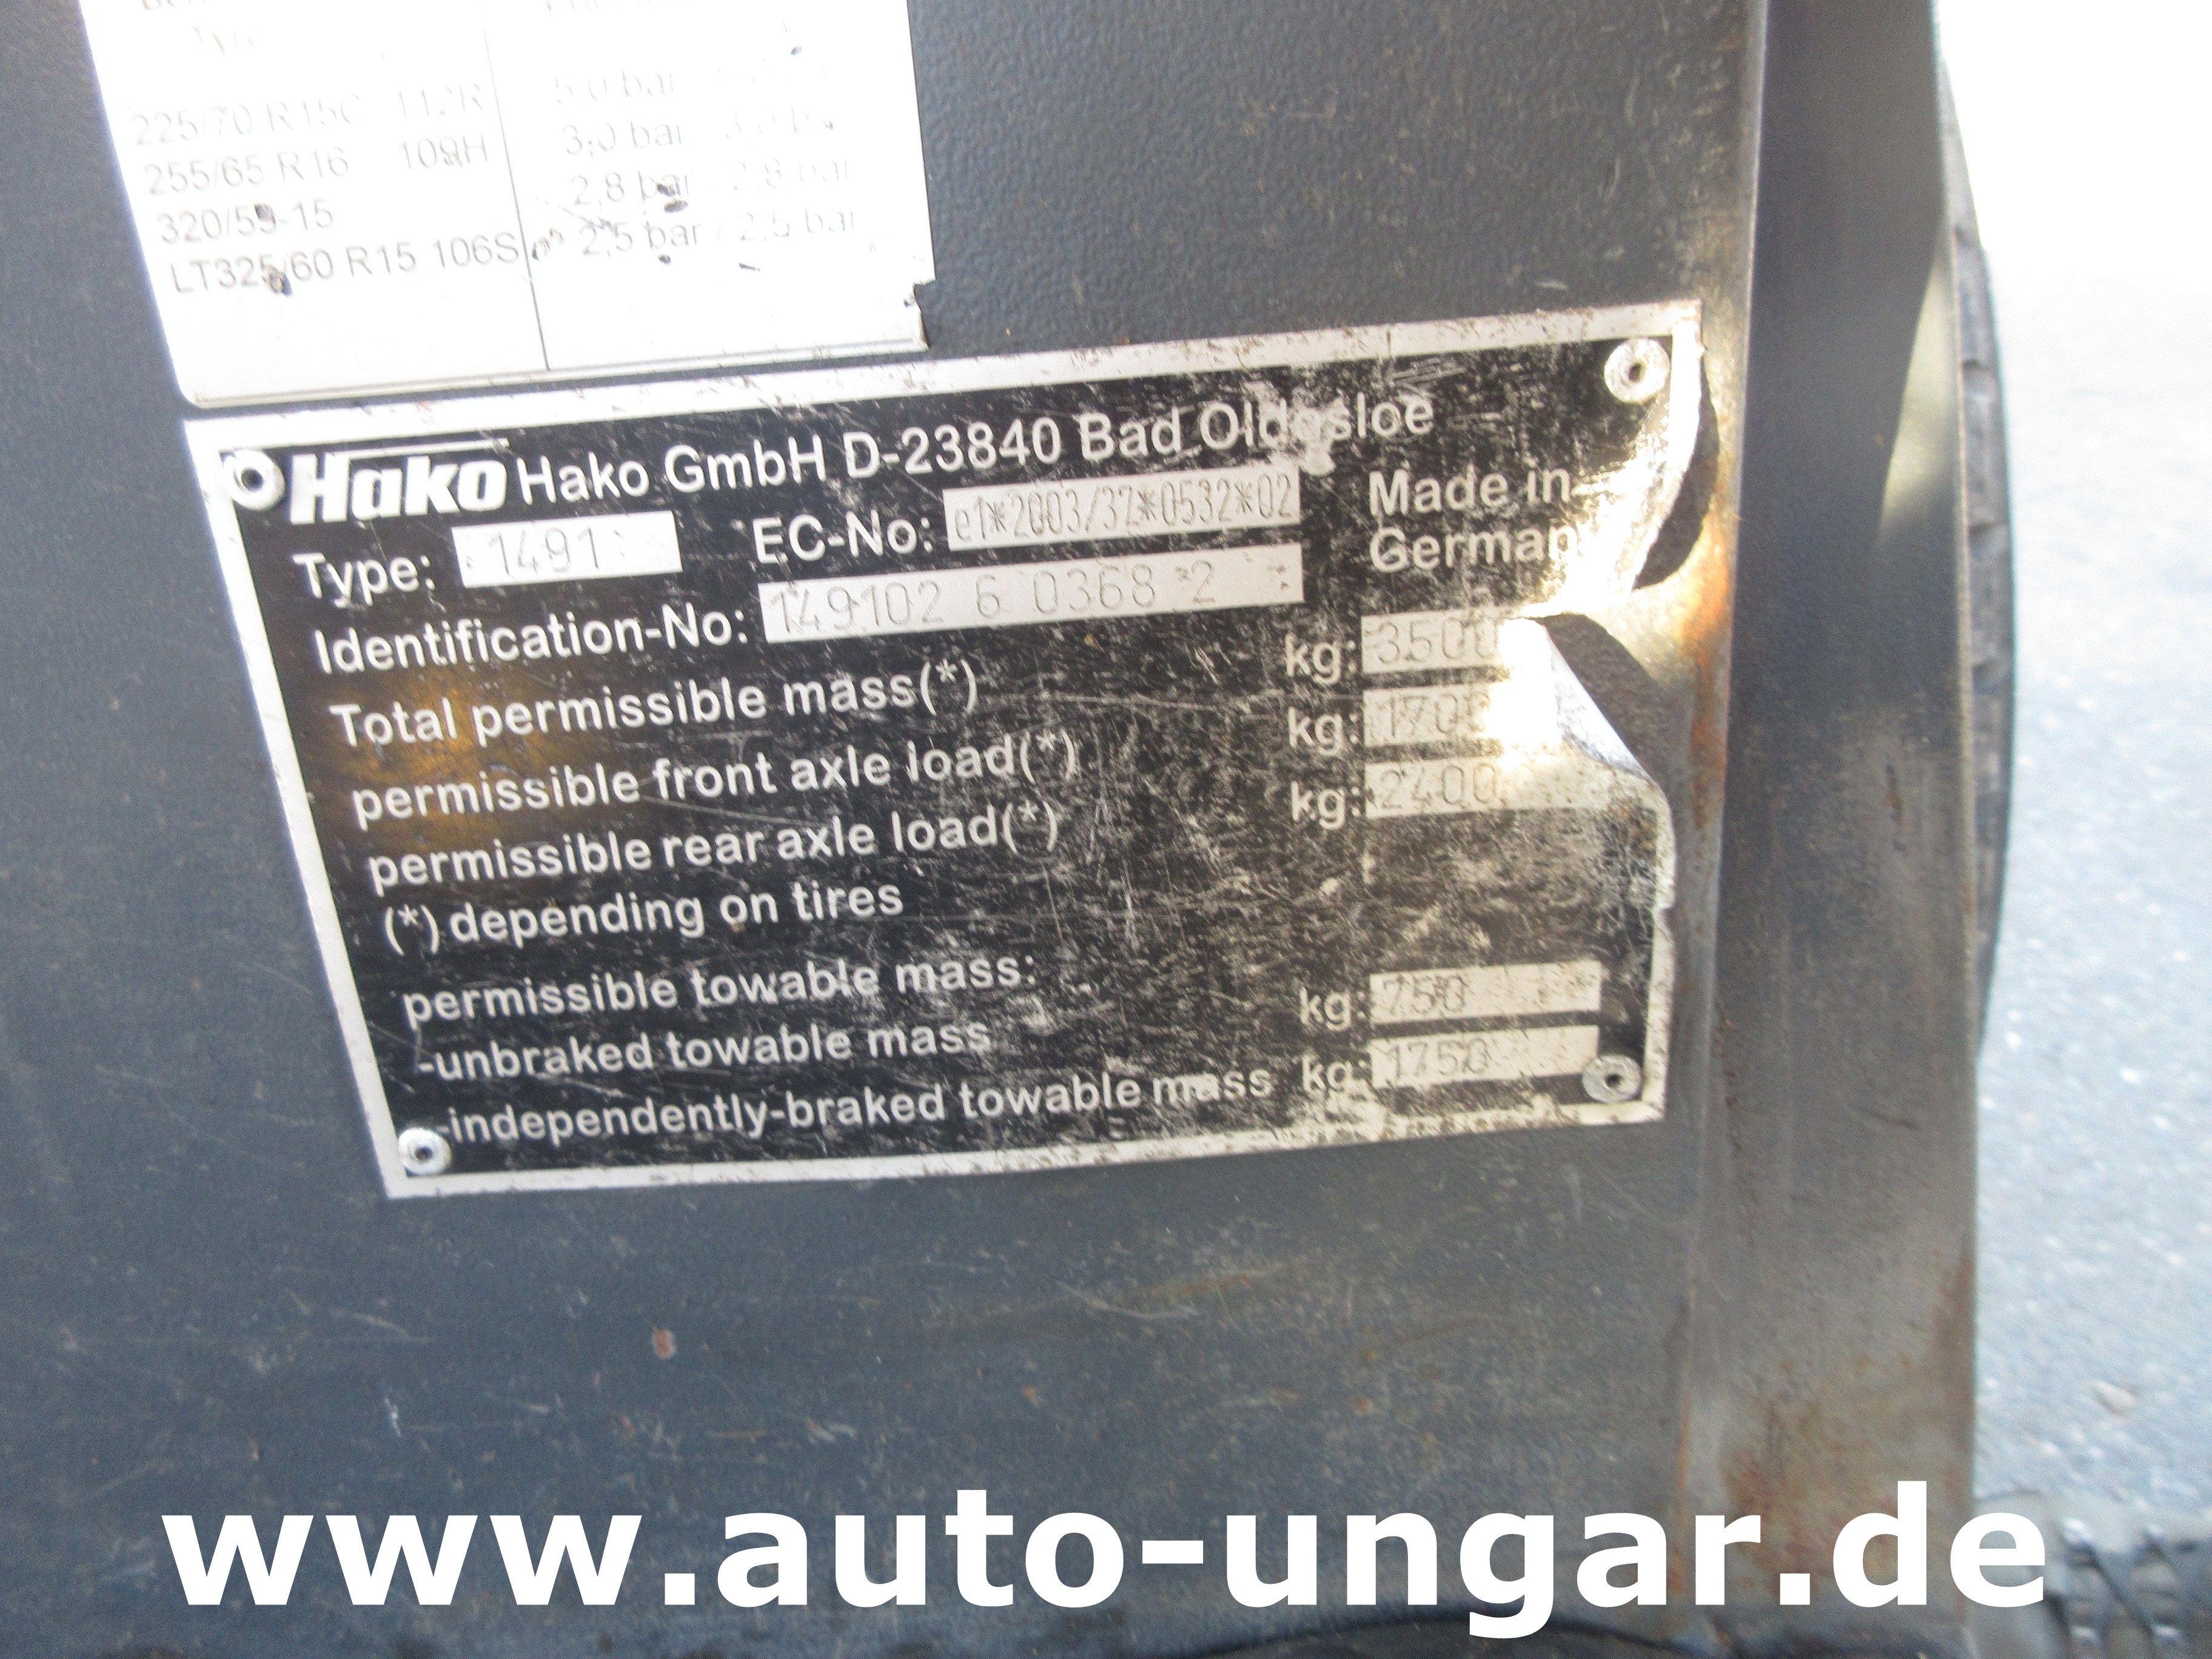 225/70 R15C 112R 5,0 bar
255/65 R16 109H 3,0 bar 3,0
320/55-15 2,8 bar 2,8 bar
LT325/60 R15 106S 2,5 bar / 2,5 bar
Hako Hako GmbH D-23840 Bad Oldesloe
Type: 1491 EC-No: e1*2003/37*0532*02 Made in
Identification-No: 149102 6 0368 2 German
Total permissible mass(*) kg: 3500
permissible front axle load(*) kg:
permissible rear axle load(*) kg: 2400
(*) depending on tires
permissible towable mass:
-unbraked towable mass kg: 750
-independently-braked towable mass kg: 1750
www.auto-ungar.de